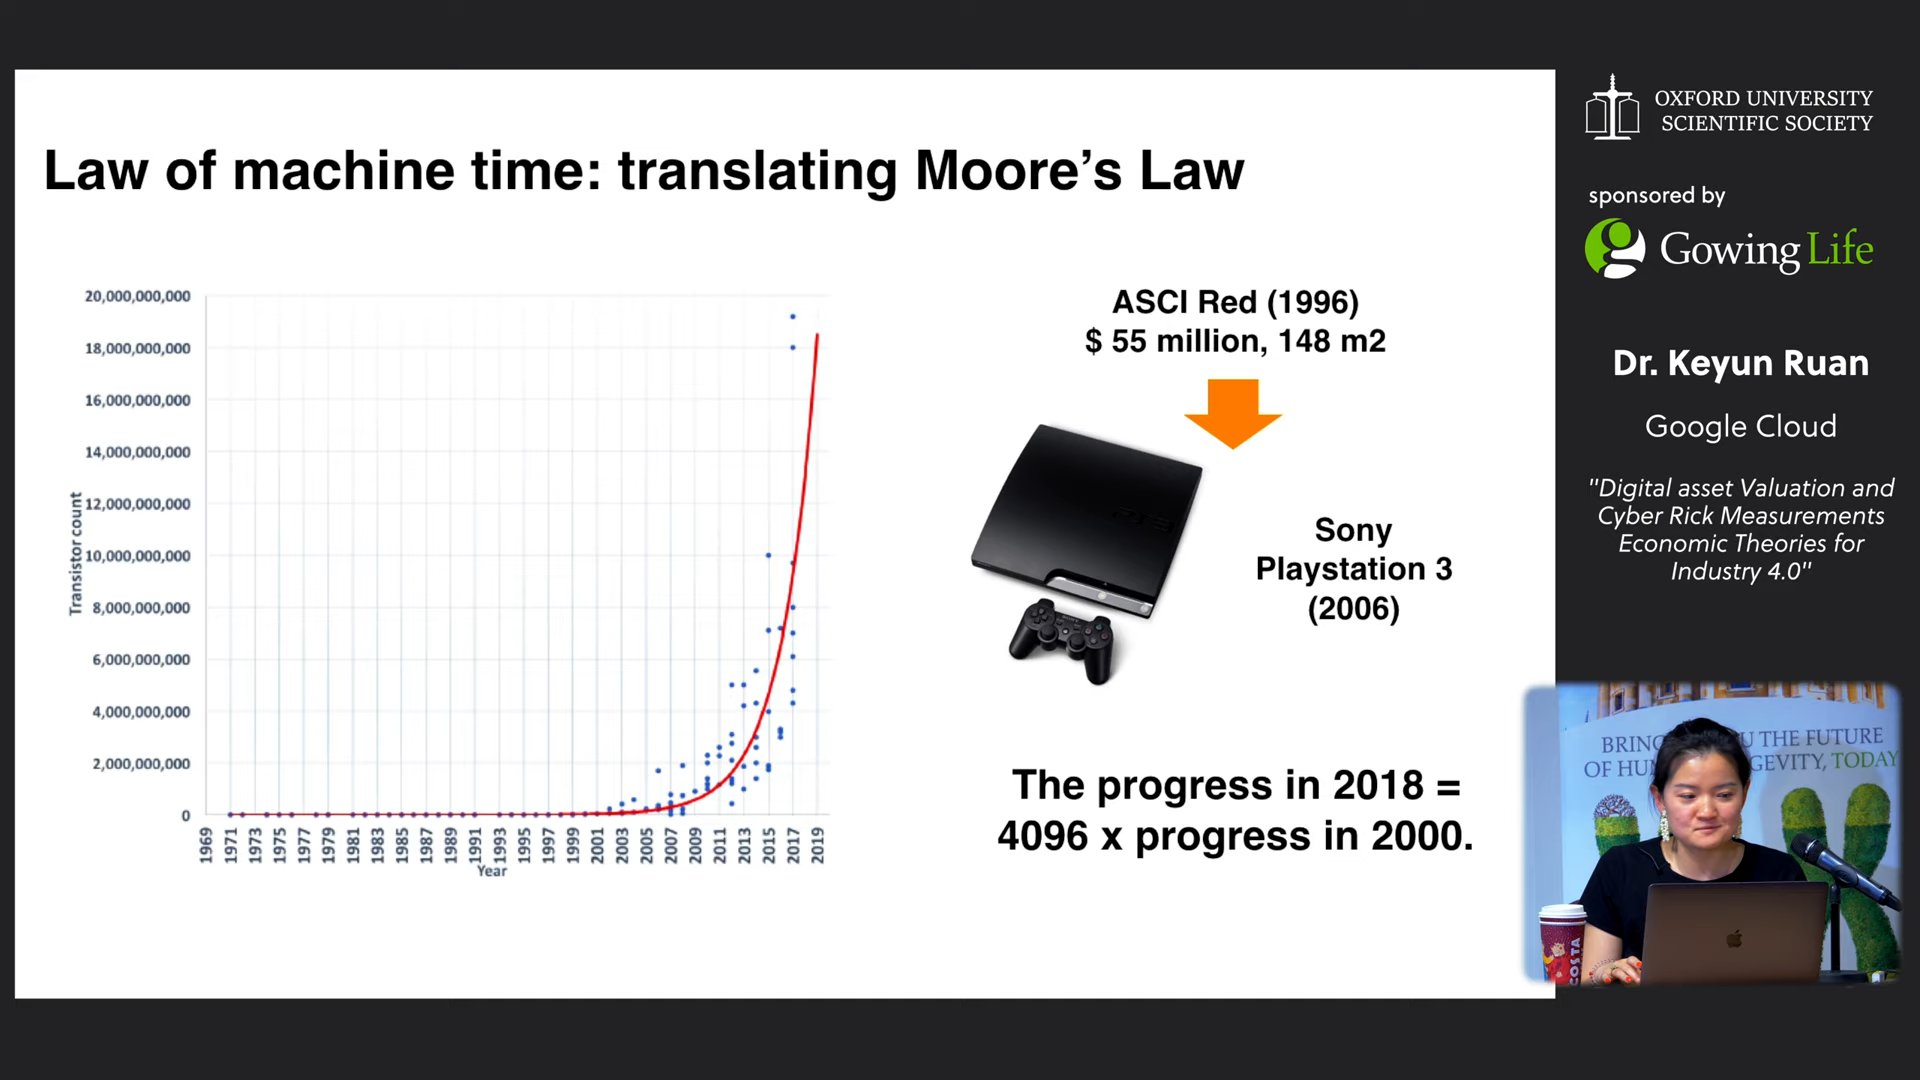 Law of machine time: translating Moore's Law
20,000,000,000
18,000,000,000
16,000,000,000
14,000,000,000
12,000,000,000
10,000,000,000
8,000,000,000
6,000,000,000
4,000,000,000
2,000,000,000
0
Transistor count
1969 1971 1973 1975 1977 1979 1981 1983 1985 1987 1989 1991 1993 1995 1997 1999 2001 2003 2005 2007 2009 2011 2013 2015 2017 2019
Year
ASCI Red (1996)
$ 55 million, 148 m2
Sony
Playstation 3
(2006)
The progress in 2018 =
4096 x progress in 2000.
OXFORD UNIVERSITY
SCIENTIFIC SOCIETY
sponsored by
Gowing Life
Dr. Keyun Ruan
Google Cloud
"Digital asset Valuation and
Cyber Rick Measurements
Economic Theories for
Industry 4.0"
THE FUTURE
TODAY
COSTA